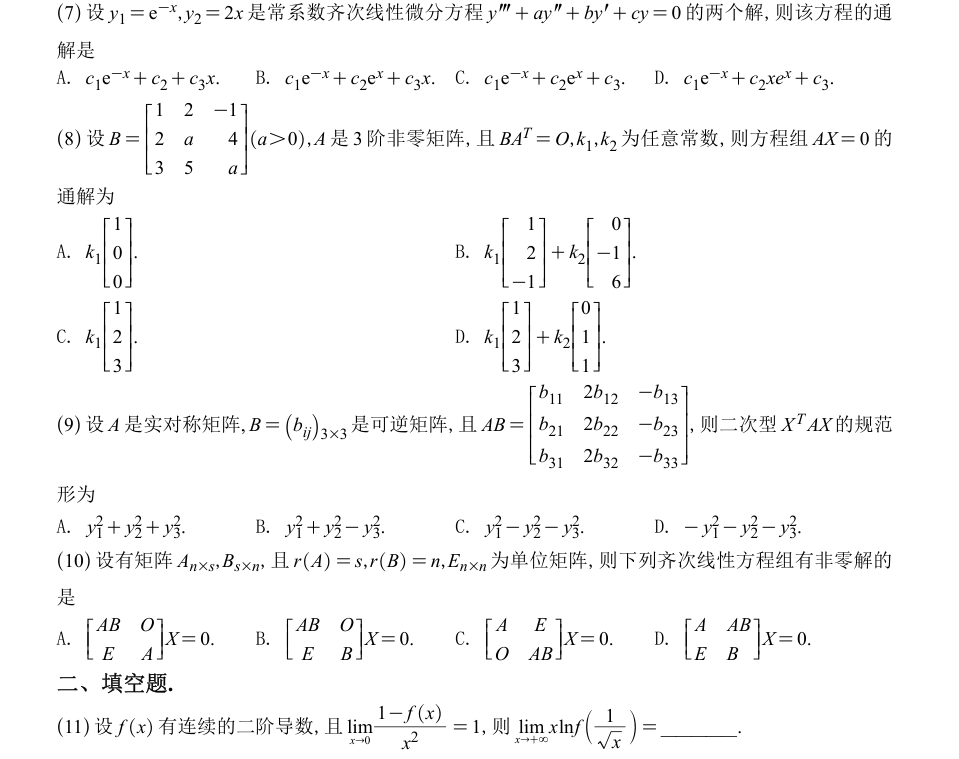 (7) 设 y₁ = e⁻ˣ, y₂ = 2x 是常系数齐次线性微分方程 y‴ + ay″ + by′ + cy = 0 的两个解, 则该方程的通
解是
A. c₁e⁻ˣ + c₂ + c₃x. B. c₁e⁻ˣ + c₂eˣ + c₃x. C. c₁e⁻ˣ + c₂eˣ + c₃. D. c₁e⁻ˣ + c₂xeˣ + c₃.
(8) 设 B = [1 2 −1; 2 a 4; 3 5 a] (a > 0), A 是 3 阶非零矩阵, 且 BAᵀ = O, k₁, k₂ 为任意常数, 则方程组 AX = 0 的
通解为
A. k₁[1; 0; 0]. B. k₁[1; 2; −1] + k₂[0; −1; 6].
C. k₁[1; 2; 3]. D. k₁[1; 2; 3] + k₂[0; 1; 1].
(9) 设 A 是实对称矩阵, B = (b_ij)₃ₓ₃ 是可逆矩阵, 且 AB = [b₁₁ 2b₁₂ −b₁₃; b₂₁ 2b₂₂ −b₂₃; b₃₁ 2b₃₂ −b₃₃], 则二次型 XᵀAX 的规范
形为
A. y₁² + y₂² + y₃². B. y₁² + y₂² − y₃². C. y₁² − y₂² − y₃². D. −y₁² − y₂² − y₃².
(10) 设有矩阵 Aₙₓₛ, Bₛₓₙ, 且 r(A) = s, r(B) = n, Eₙₓₙ 为单位矩阵, 则下列齐次线性方程组有非零解的
是
A. [AB O; E A]X = 0. B. [AB O; E B]X = 0. C. [A E; O AB]X = 0. D. [A AB; E B]X = 0.
二、填空题.
(11) 设 f(x) 有连续的二阶导数, 且 lim_{x→0} (1 − f(x))/x² = 1, 则 lim_{x→+∞} xlnf(1/√x) = ________.